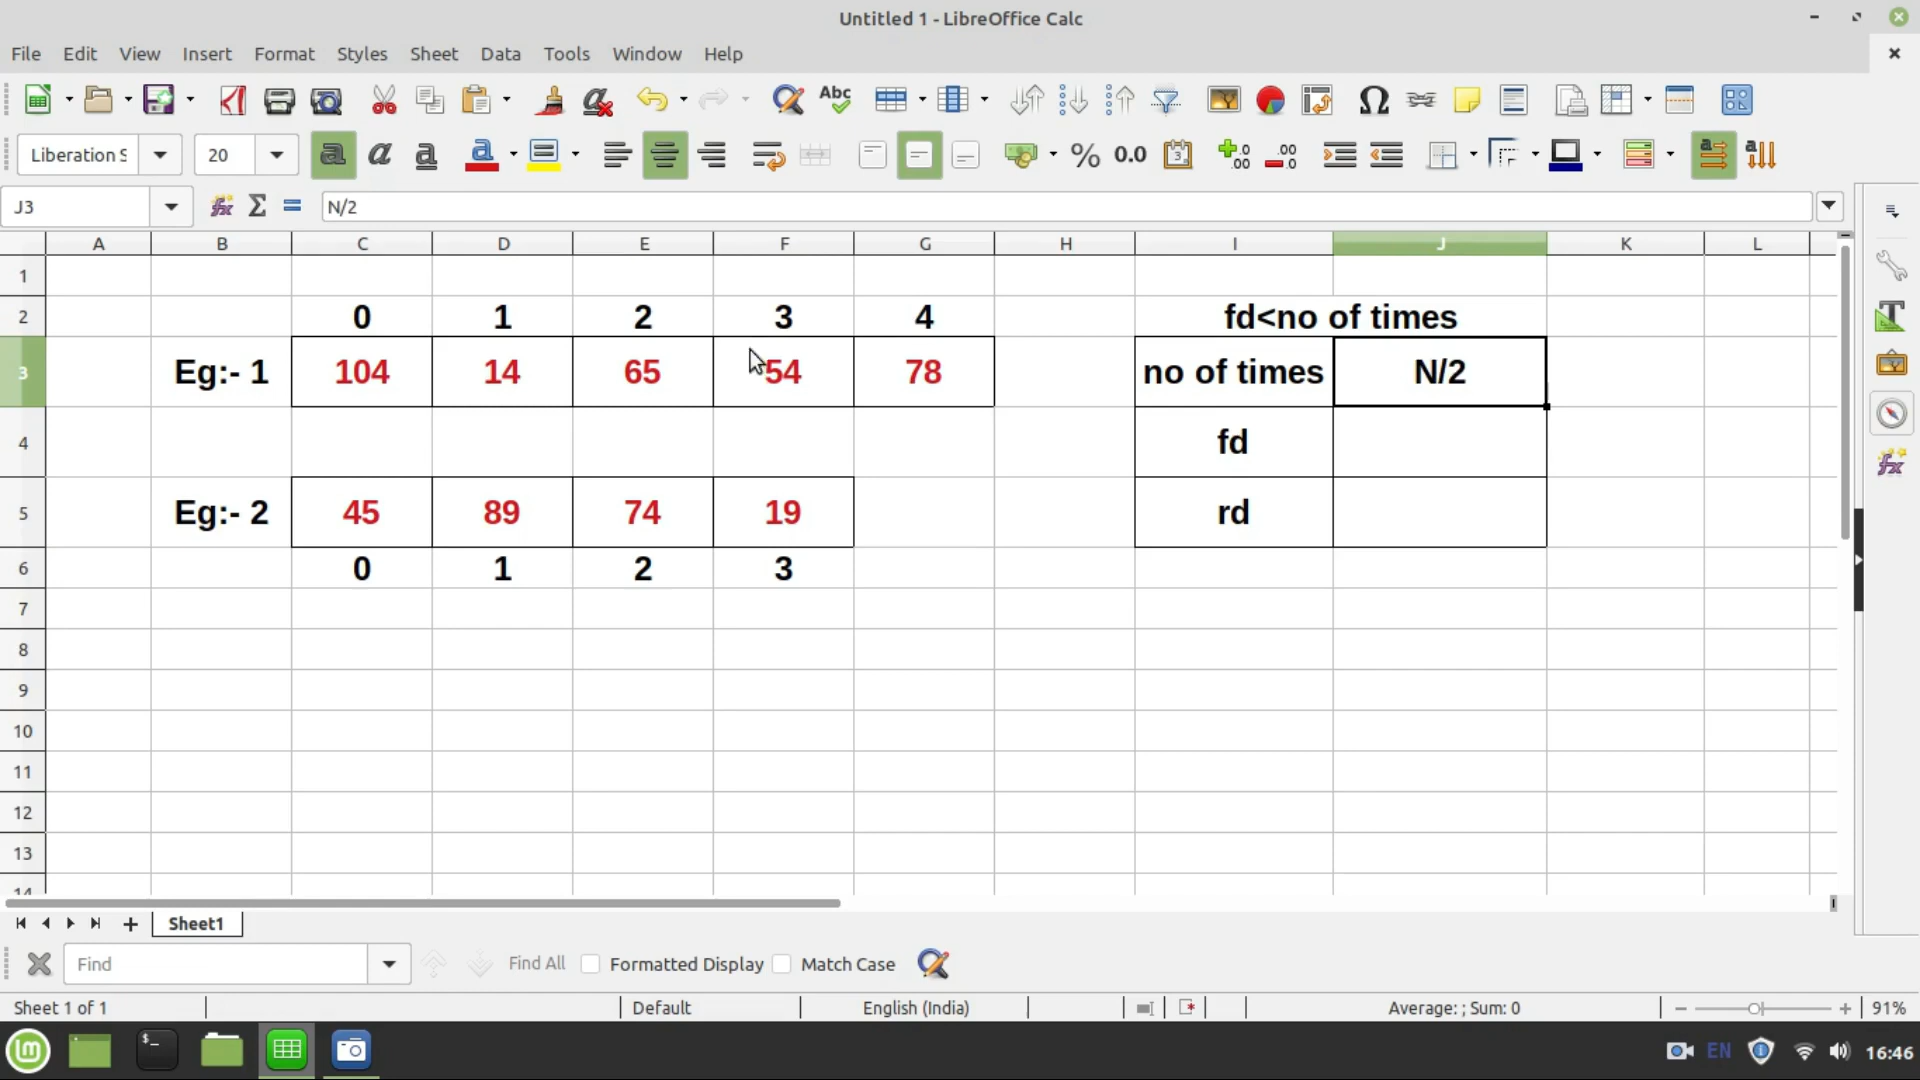 Untitled 1 - LibreOffice Calc
File Edit View Insert Format Styles Sheet Data Tools Window Help
Liberation S 20
J3 N/2
A B C D E F G H I J K L
1
2 0 1 2 3 4 fd<no of times
3 Eg:- 1 104 14 65 54 78 no of times N/2
4 fd
5 Eg:- 2 45 89 74 19 rd
6 0 1 2 3
7
8
9
10
11
12
13
14
Sheet1
Find Find All Formatted Display Match Case
Sheet 1 of 1 Default English (India) Average: ; Sum: 0 91%
EN 16:46